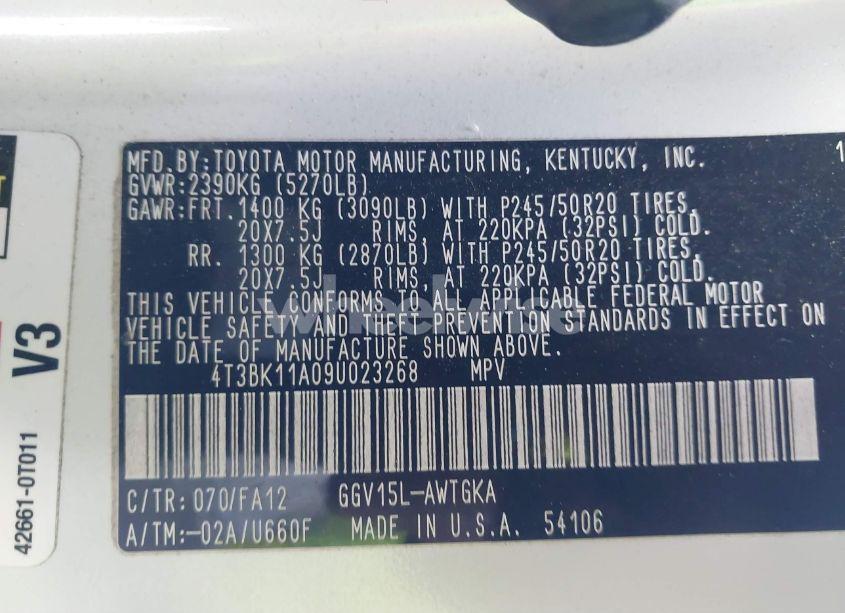 MFD.BY:TOYOTA MOTOR MANUFACTURING, KENTUCKY, INC. 1
GVWR:2390KG (5270LB)
GAWR:FRT.1400 KG (3090LB) WITH P245/50R20 TIRES,
20X7.5J RIMS, AT 220KPA (32PSI) COLD.
RR. 1300 KG (2870LB) WITH P245/50R20 TIRES,
20X7.5J RIMS, AT 220KPA (32PSI) COLD.
THIS VEHICLE CONFORMS TO ALL APPLICABLE FEDERAL MOTOR
VEHICLE SAFETY AND THEFT PREVENTION STANDARDS IN EFFECT ON
THE DATE OF MANUFACTURE SHOWN ABOVE.
4T3BK11A09U023268 MPV
C/TR: 070/FA12 GGV15L-AWTGKA
A/TM:-02A/U660F MADE IN U.S.A. 54106
V3
42661-0T011